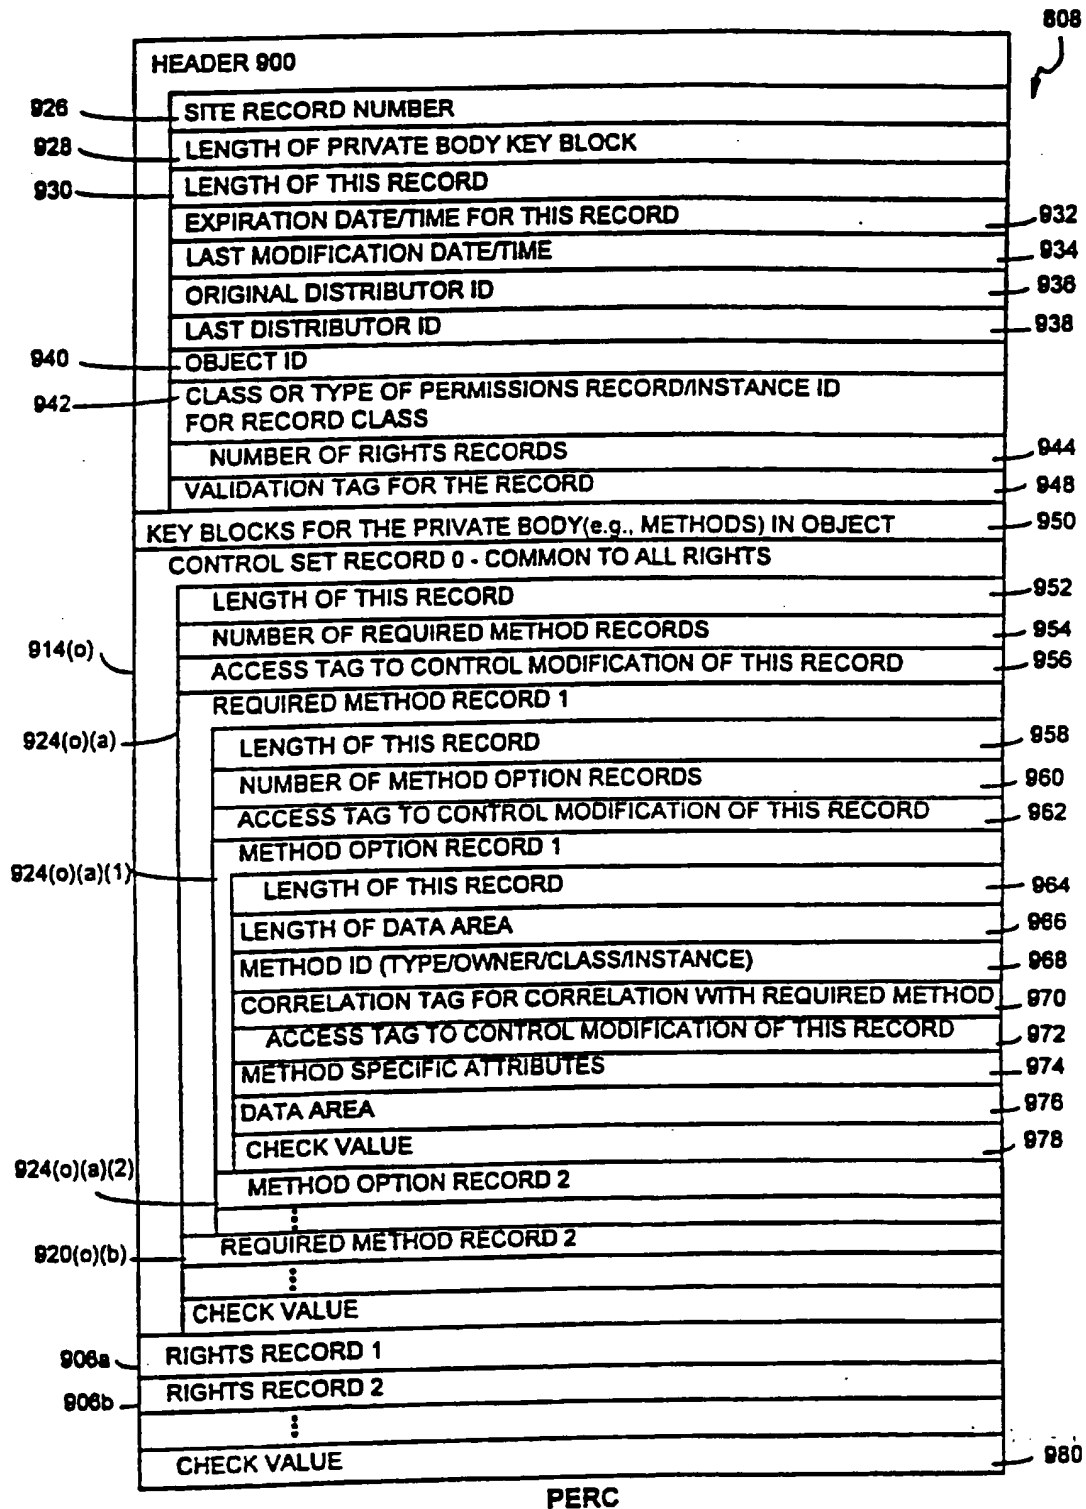 808
HEADER 900
926 SITE RECORD NUMBER
928 LENGTH OF PRIVATE BODY KEY BLOCK
930 LENGTH OF THIS RECORD
EXPIRATION DATE/TIME FOR THIS RECORD 932
LAST MODIFICATION DATE/TIME 934
ORIGINAL DISTRIBUTOR ID 936
LAST DISTRIBUTOR ID 938
940 OBJECT ID
942 CLASS OR TYPE OF PERMISSIONS RECORD/INSTANCE ID
FOR RECORD CLASS
NUMBER OF RIGHTS RECORDS 944
VALIDATION TAG FOR THE RECORD 948
KEY BLOCKS FOR THE PRIVATE BODY(e.g., METHODS) IN OBJECT 950
CONTROL SET RECORD 0 - COMMON TO ALL RIGHTS
LENGTH OF THIS RECORD 952
NUMBER OF REQUIRED METHOD RECORDS 954
914(o) ACCESS TAG TO CONTROL MODIFICATION OF THIS RECORD 956
REQUIRED METHOD RECORD 1
924(o)(a) LENGTH OF THIS RECORD 958
NUMBER OF METHOD OPTION RECORDS 960
ACCESS TAG TO CONTROL MODIFICATION OF THIS RECORD 962
METHOD OPTION RECORD 1
924(o)(a)(1) LENGTH OF THIS RECORD 964
LENGTH OF DATA AREA 966
METHOD ID (TYPE/OWNER/CLASS/INSTANCE) 968
CORRELATION TAG FOR CORRELATION WITH REQUIRED METHOD 970
ACCESS TAG TO CONTROL MODIFICATION OF THIS RECORD 972
METHOD SPECIFIC ATTRIBUTES 974
DATA AREA 976
CHECK VALUE 978
924(o)(a)(2) METHOD OPTION RECORD 2
920(o)(b) REQUIRED METHOD RECORD 2
CHECK VALUE
906a RIGHTS RECORD 1
906b RIGHTS RECORD 2
CHECK VALUE 980
PERC